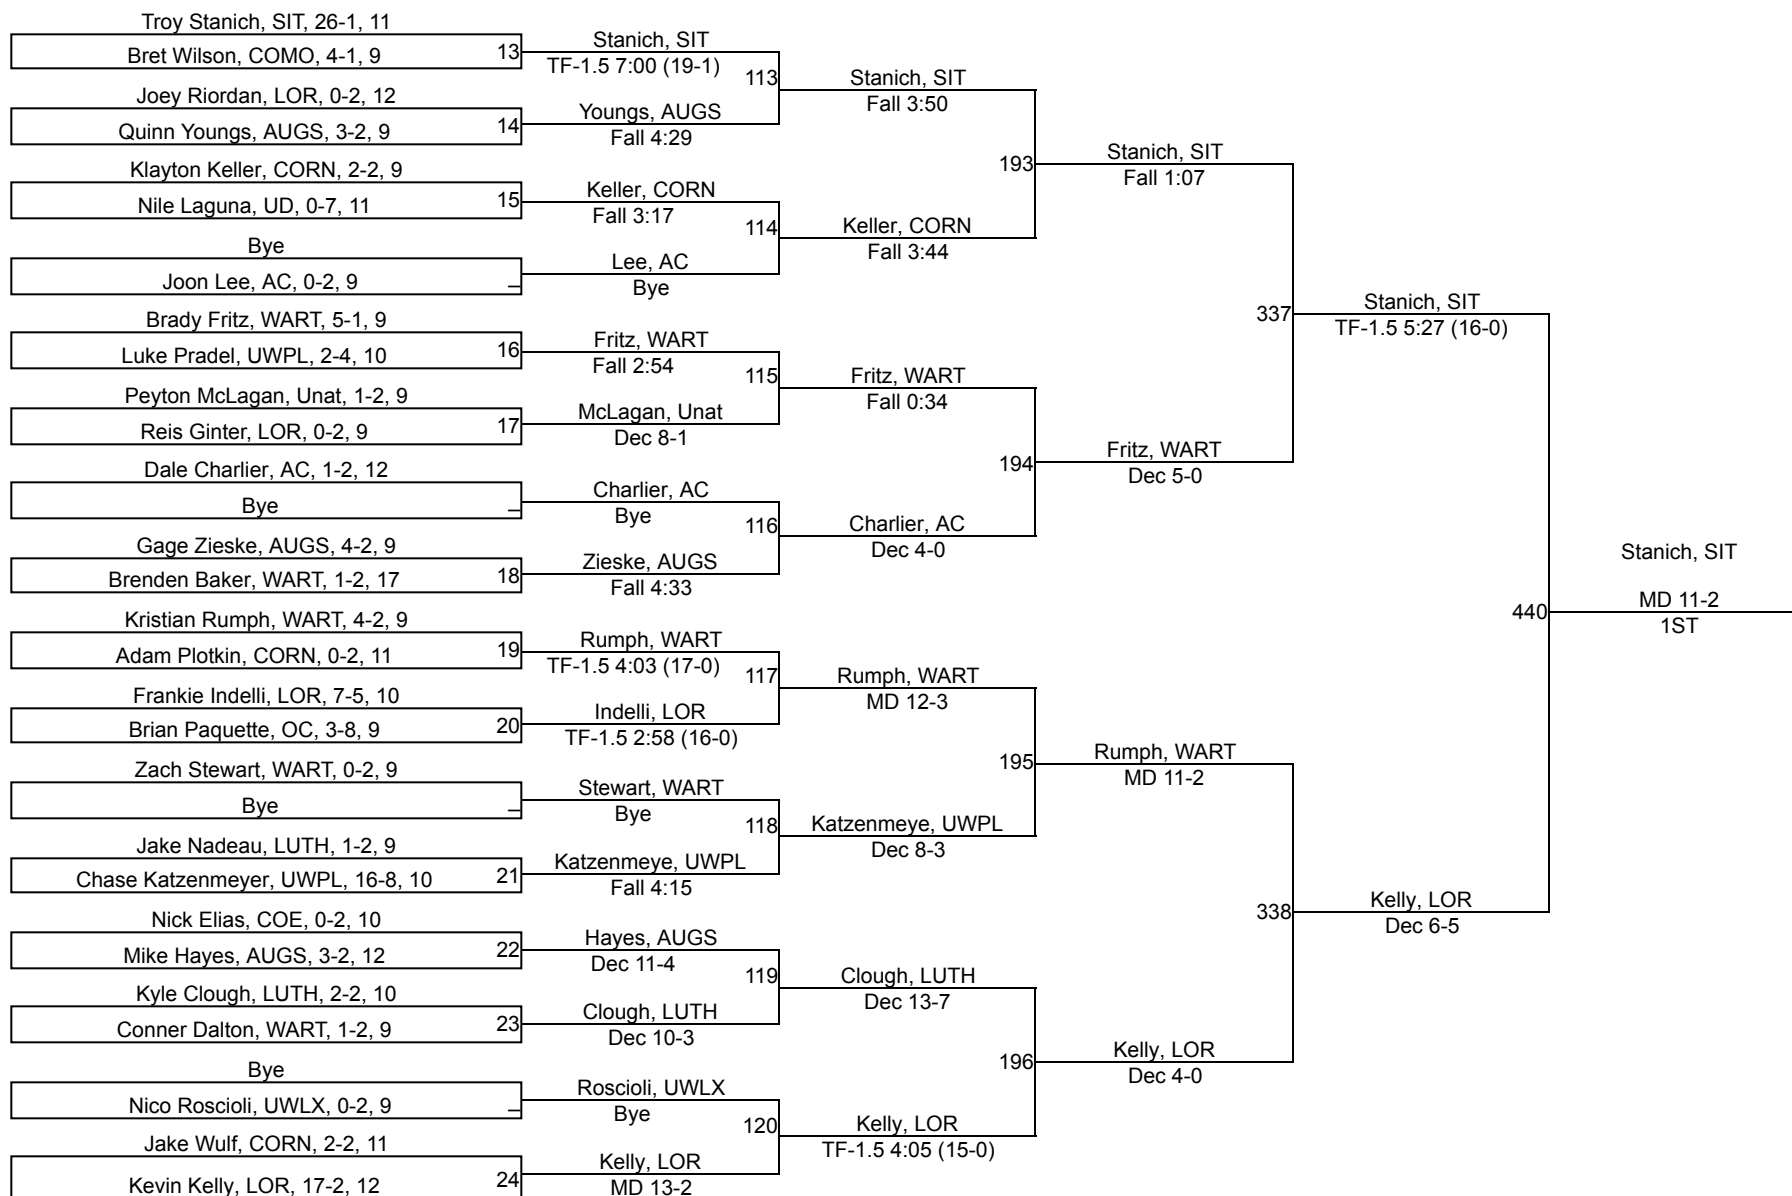 Troy Stanich, SIT, 26-1, 11
Bret Wilson, COMO, 4-1, 9
13
Joey Riordan, LOR, 0-2, 12
Quinn Youngs, AUGS, 3-2, 9
14
Klayton Keller, CORN, 2-2, 9
Nile Laguna, UD, 0-7, 11
15
Bye
Joon Lee, AC, 0-2, 9
_
Brady Fritz, WART, 5-1, 9
Luke Pradel, UWPL, 2-4, 10
16
Peyton McLagan, Unat, 1-2, 9
Reis Ginter, LOR, 0-2, 9
17
Dale Charlier, AC, 1-2, 12
Bye
_
Gage Zieske, AUGS, 4-2, 9
Brenden Baker, WART, 1-2, 17
18
Kristian Rumph, WART, 4-2, 9
Adam Plotkin, CORN, 0-2, 11
19
Frankie Indelli, LOR, 7-5, 10
Brian Paquette, OC, 3-8, 9
20
Zach Stewart, WART, 0-2, 9
Bye
_
Jake Nadeau, LUTH, 1-2, 9
Chase Katzenmeyer, UWPL, 16-8, 10
21
Nick Elias, COE, 0-2, 10
Mike Hayes, AUGS, 3-2, 12
22
Kyle Clough, LUTH, 2-2, 10
Conner Dalton, WART, 1-2, 9
23
Bye
Nico Roscioli, UWLX, 0-2, 9
_
Jake Wulf, CORN, 2-2, 11
Kevin Kelly, LOR, 17-2, 12
24
Stanich, SIT
TF-1.5 7:00 (19-1)
113
Youngs, AUGS
Fall 4:29
Keller, CORN
Fall 3:17
114
Lee, AC
Bye
Fritz, WART
Fall 2:54
115
McLagan, Unat
Dec 8-1
Charlier, AC
Bye
116
Zieske, AUGS
Fall 4:33
Rumph, WART
TF-1.5 4:03 (17-0)
117
Indelli, LOR
TF-1.5 2:58 (16-0)
Stewart, WART
Bye
118
Katzenmeye, UWPL
Fall 4:15
Hayes, AUGS
Dec 11-4
119
Clough, LUTH
Dec 10-3
Roscioli, UWLX
Bye
120
Kelly, LOR
MD 13-2
Stanich, SIT
Fall 3:50
193
Keller, CORN
Fall 3:44
Fritz, WART
Fall 0:34
194
Charlier, AC
Dec 4-0
Rumph, WART
MD 12-3
195
Katzenmeye, UWPL
Dec 8-3
Clough, LUTH
Dec 13-7
196
Kelly, LOR
TF-1.5 4:05 (15-0)
Stanich, SIT
Fall 1:07
337
Fritz, WART
Dec 5-0
Rumph, WART
MD 11-2
338
Kelly, LOR
Dec 4-0
Stanich, SIT
TF-1.5 5:27 (16-0)
440
Kelly, LOR
Dec 6-5
Stanich, SIT
MD 11-2
1ST